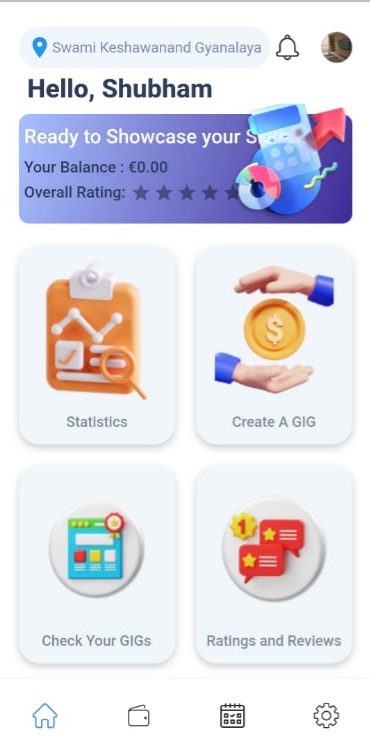 Swami Keshawanand Gyanalaya
Hello, Shubham
Ready to Showcase your
Your Balance : €0.00
Overall Rating:
$
Statistics
Create A GIG
1
Check Your GIGs
Ratings and Reviews